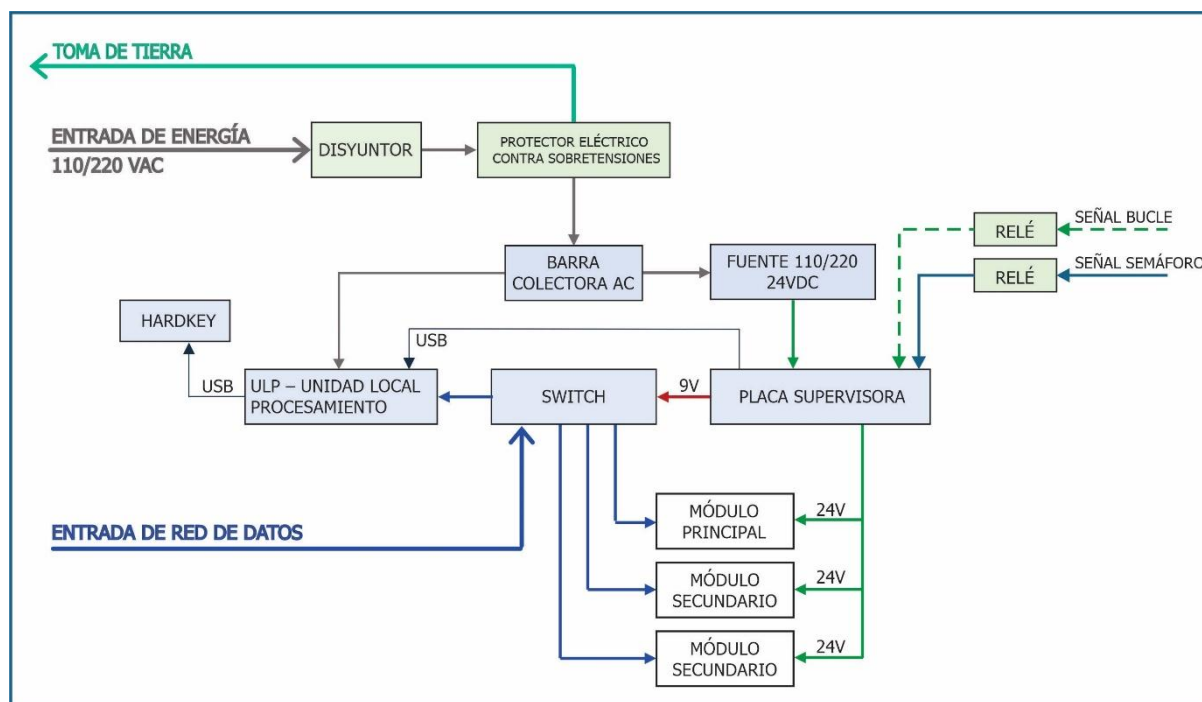 TOMA DE TIERRA
ENTRADA DE ENERGÍA
110/220 VAC
DISYUNTOR
PROTECTOR ELÉCTRICO
CONTRA SOBRETENSIONES
RELÉ
SEÑAL BUCLE
RELÉ
SEÑAL SEMÁFORO
BARRA
COLECTORA AC
FUENTE 110/220
24VDC
HARDKEY
USB
USB
ULP – UNIDAD LOCAL
PROCESAMIENTO
SWITCH
9V
PLACA SUPERVISORA
ENTRADA DE RED DE DATOS
MÓDULO
PRINCIPAL
24V
MÓDULO
SECUNDARIO
24V
MÓDULO
SECUNDARIO
24V